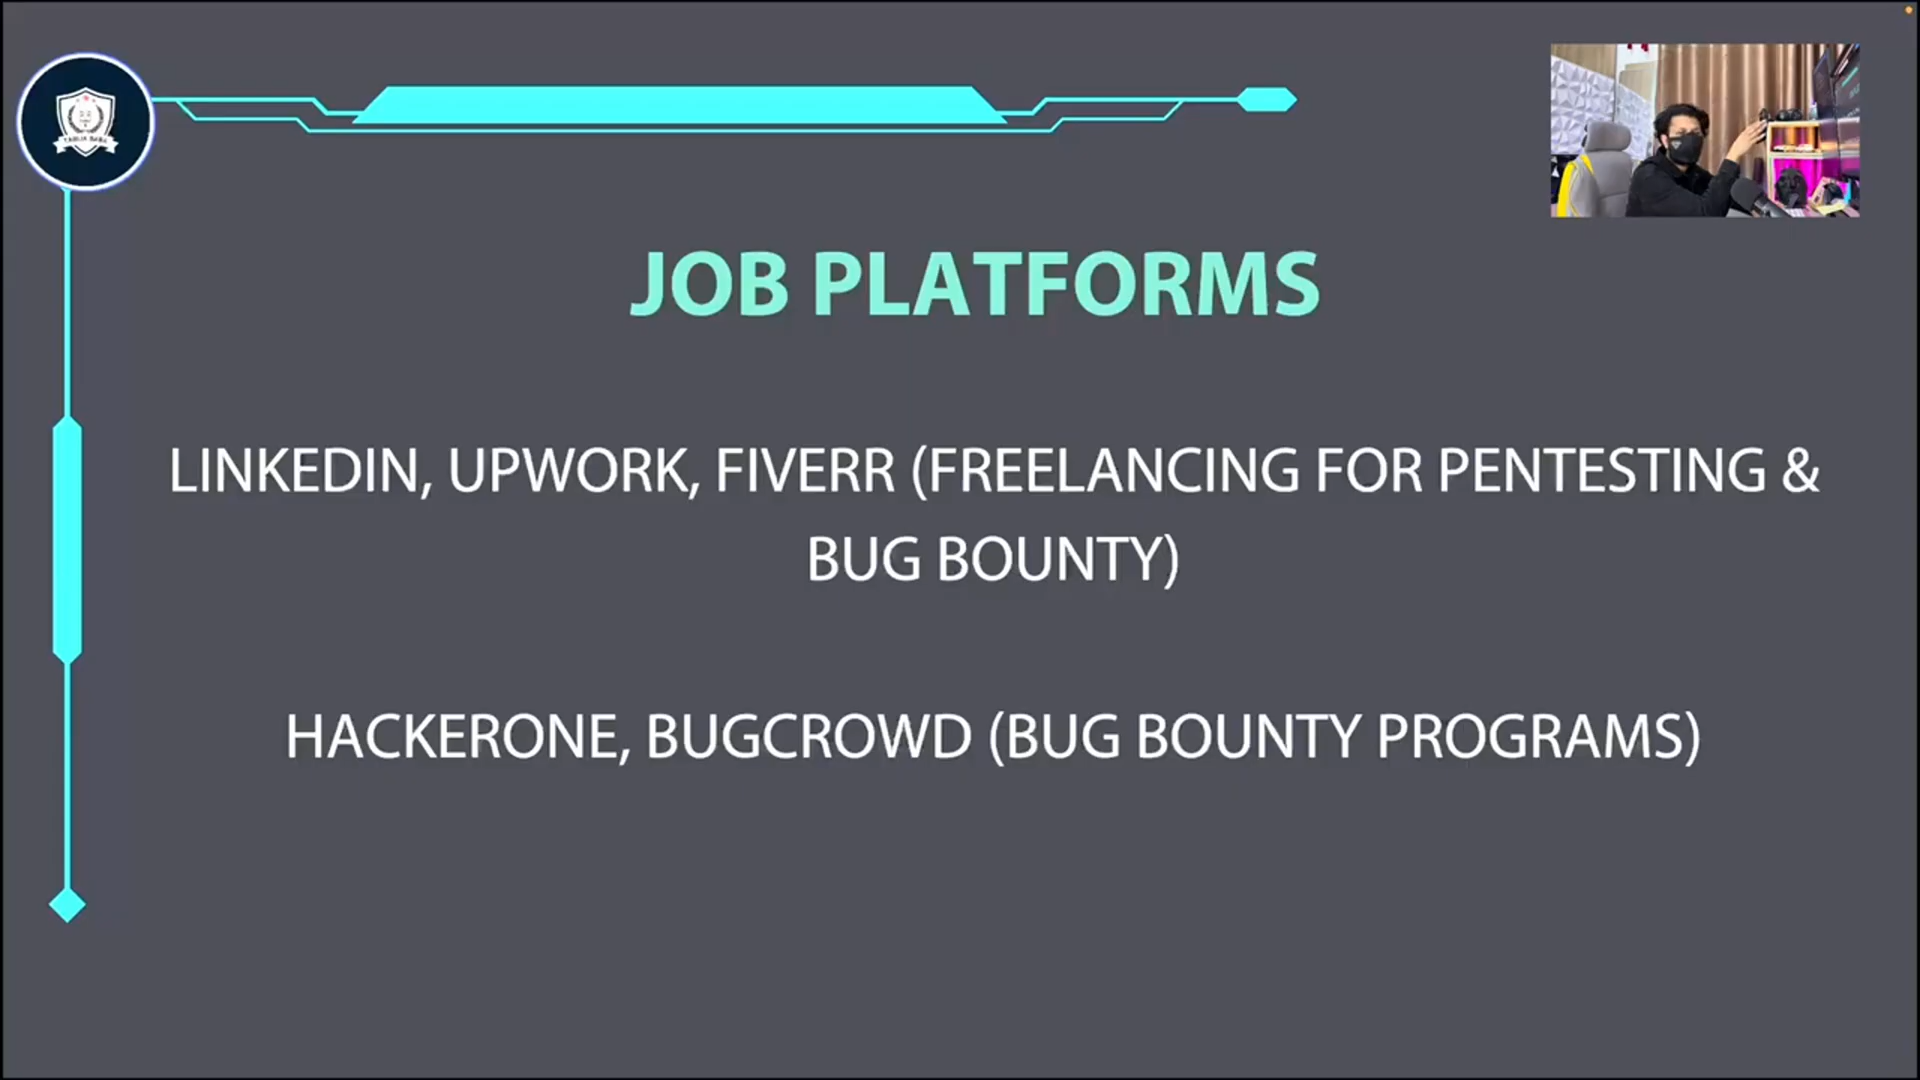 JOB PLATFORMS
LINKEDIN, UPWORK, FIVERR (FREELANCING FOR PENTESTING &
BUG BOUNTY)
HACKERONE, BUGCROWD (BUG BOUNTY PROGRAMS)